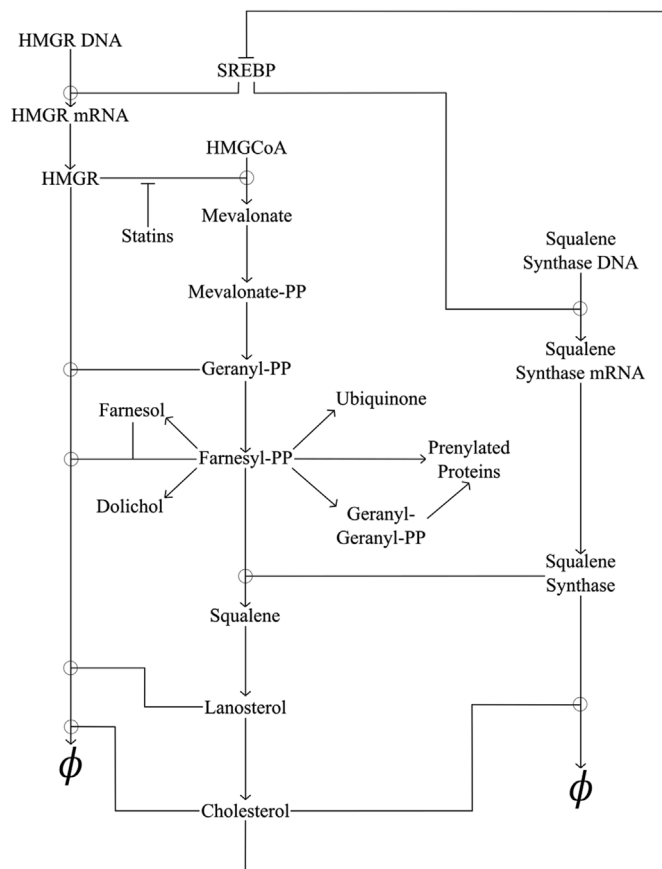 HMGR DNA
SREBP
HMGR mRNA
HMGCoA
HMGR
Mevalonate
Statins
Squalene
Synthase DNA
Mevalonate-PP
Squalene
Synthase mRNA
Geranyl-PP
Ubiquinone
Farnesol
Prenylated
Proteins
Farnesyl-PP
Dolichol
Geranyl-
Geranyl-PP
Squalene
Synthase
Squalene
Lanosterol
ϕ
ϕ
Cholesterol